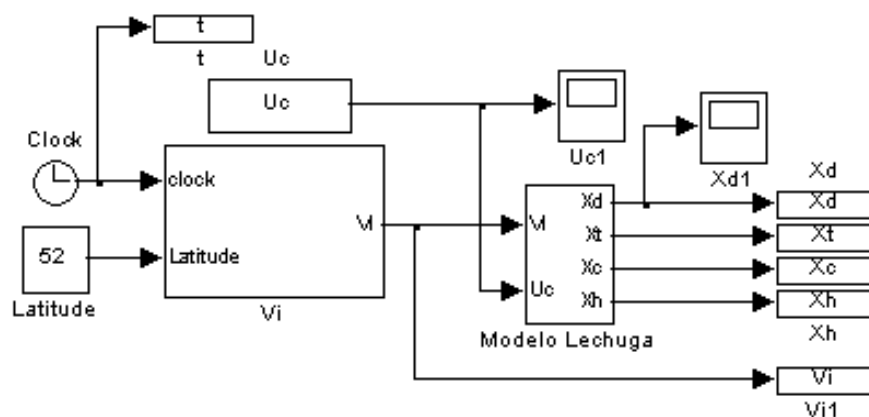 t
t
Uc
Uc
Uc1
Xd1
Clock
clock
Vi
Latitude
52
Latitude
Vi
Vi
Uc
Xd
Xt
Xc
Xh
Modelo Lechuga
Xd
Xd
Xt
Xc
Xh
Xh
Vi
Vi1